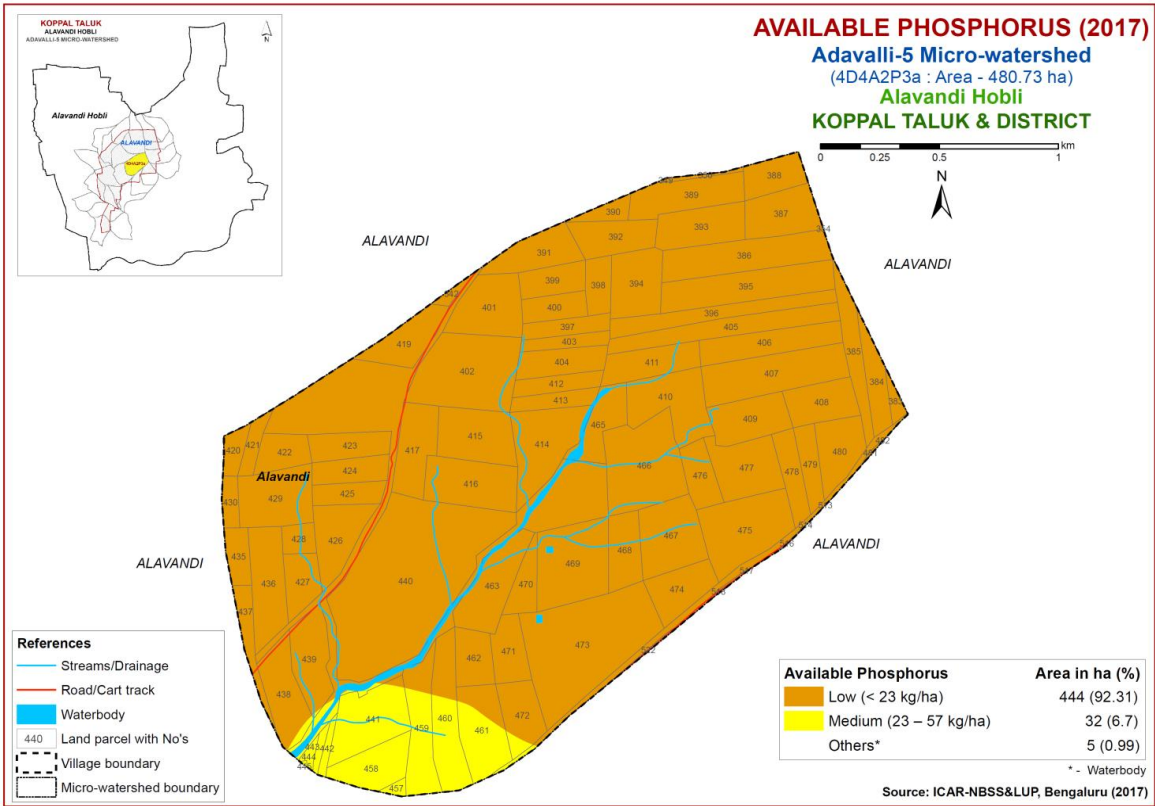 KOPPAL TALUK
ALAVANDI HOBLI
ADAVALLI-5 MICRO-WATERSHED
N
Alavandi Hobli
ALAVANDI
4D4A2P3a
AVAILABLE PHOSPHORUS (2017)
Adavalli-5 Micro-watershed
(4D4A2P3a : Area - 480.73 ha)
Alavandi Hobli
KOPPAL TALUK & DISTRICT
0 0.25 0.5 1 km
N
ALAVANDI
ALAVANDI
ALAVANDI
ALAVANDI
Alavandi
388
389
390
387
393
392
391
386
399
398
394
395
401
400
396
397
405
403
406
419
402
404
411
385
407
412
384
413
410
408
415
409
465
417
414
423
421
422
420
424
466
480
477
479
476
478
416
429
425
430
475
426
428
467
435
468
469
427
436
440
463
470
474
437
473
471
462
439
438
472
460
441
459
461
443
442
444
458
457
References
Streams/Drainage
Road/Cart track
Waterbody
440 Land parcel with No's
Village boundary
Micro-watershed boundary
Available Phosphorus Area in ha (%)
Low (< 23 kg/ha) 444 (92.31)
Medium (23 – 57 kg/ha) 32 (6.7)
Others* 5 (0.99)
* - Waterbody
Source: ICAR-NBSS&LUP, Bengaluru (2017)